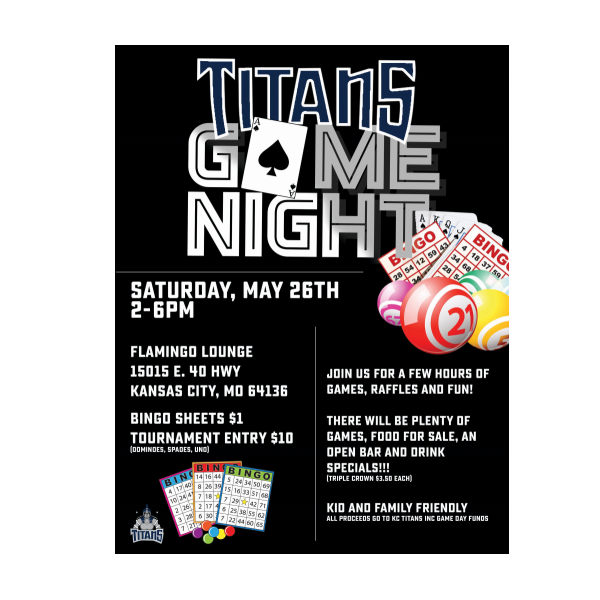 TITANS
GAME
NIGHT
A
A
A K Q J
BINGO
BINGO
21
SATURDAY, MAY 26TH
2-6PM
FLAMINGO LOUNGE
15015 E. 40 HWY
KANSAS CITY, MO 64136
BINGO SHEETS $1
TOURNAMENT ENTRY $10
(DOMINOES, SPADES, UNO)
BINGO
TITANS
JOIN US FOR A FEW HOURS OF
GAMES, RAFFLES AND FUN!
THERE WILL BE PLENTY OF
GAMES, FOOD FOR SALE, AN
OPEN BAR AND DRINK
SPECIALS!!!
(TRIPLE CROWN $3.50 EACH)
KID AND FAMILY FRIENDLY
ALL PROCEEDS GO TO KC TITANS INC GAME DAY FUNDS